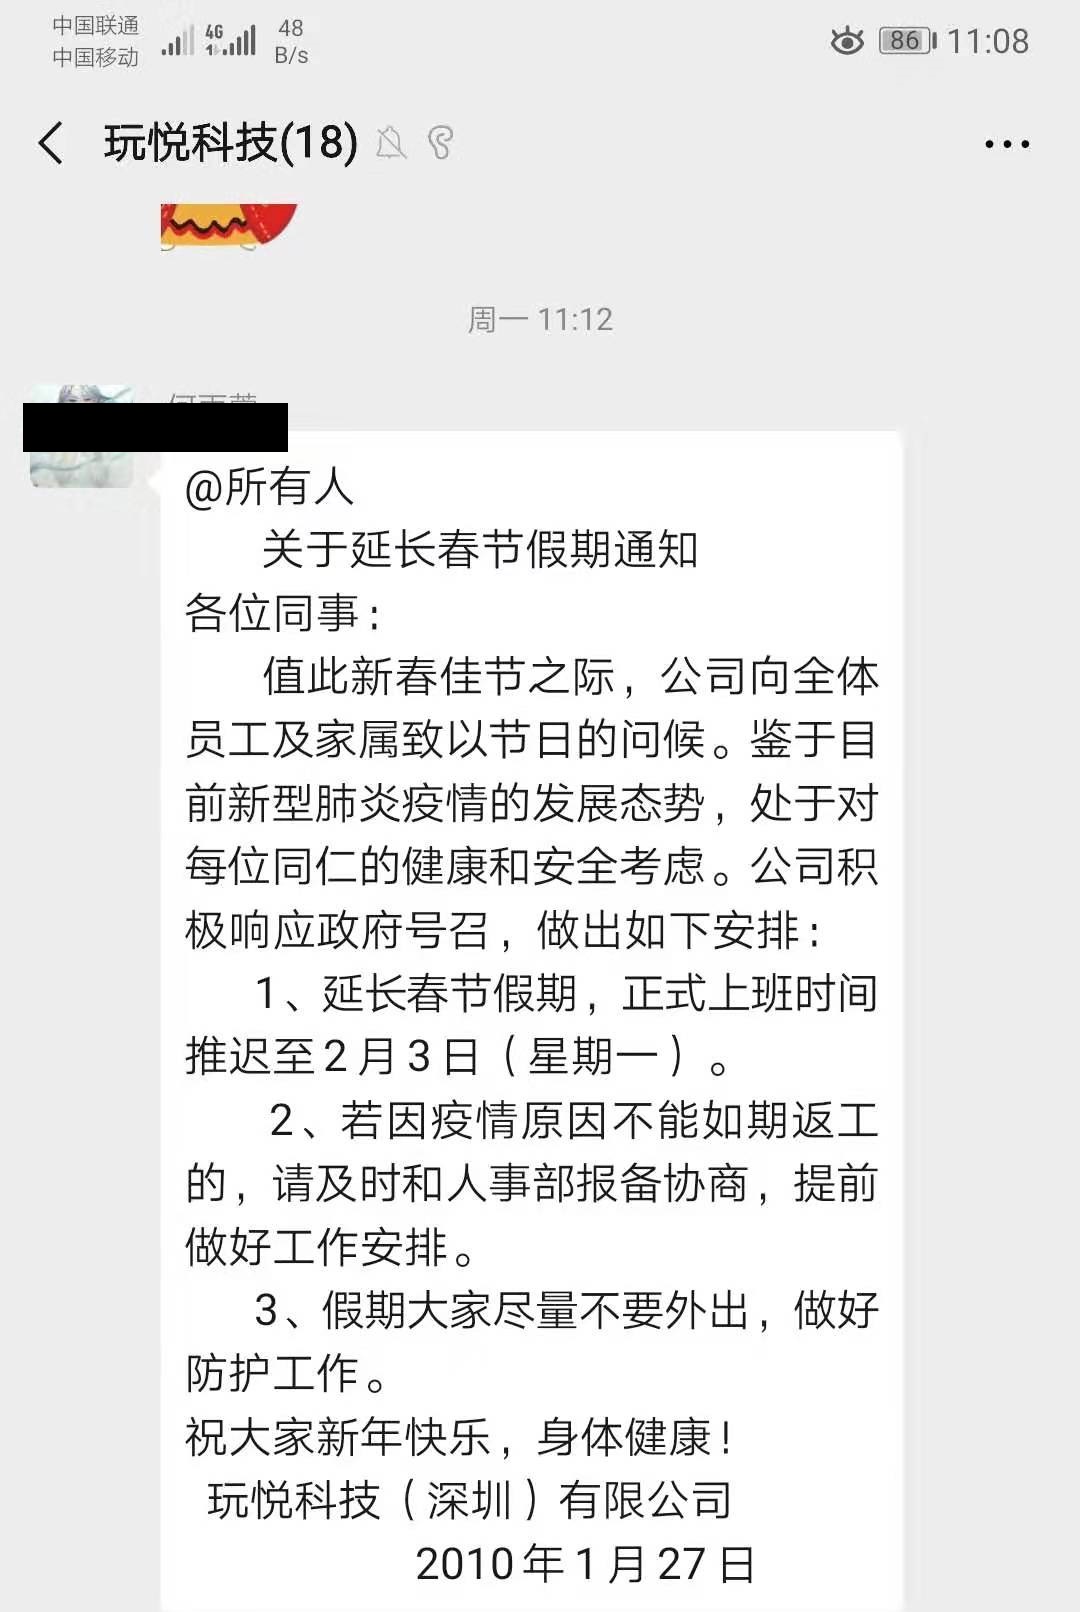 中国联通
中国移动
4G
48
B/s
86
11:08
玩悦科技(18)
周一 11:12
@所有人
关于延长春节假期通知
各位同事：
值此新春佳节之际，公司向全体
员工及家属致以节日的问候。鉴于目
前新型肺炎疫情的发展态势，处于对
每位同仁的健康和安全考虑。公司积
极响应政府号召，做出如下安排：
1、延长春节假期，正式上班时间
推迟至2月3日（星期一）。
2、若因疫情原因不能如期返工
的，请及时和人事部报备协商，提前
做好工作安排。
3、假期大家尽量不要外出，做好
防护工作。
祝大家新年快乐，身体健康！
玩悦科技（深圳）有限公司
2010年1月27日